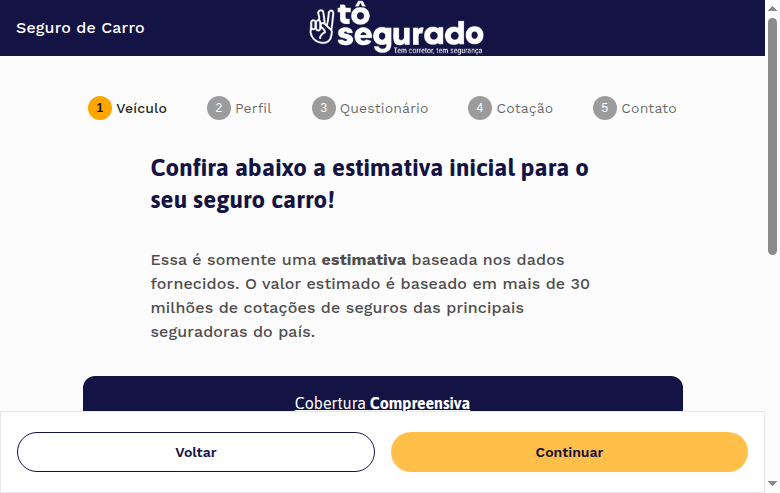 Seguro de Carro
tô
segurado
Tem corretor, tem segurança
1 Veículo
2 Perfil
3 Questionário
4 Cotação
5 Contato
Confira abaixo a estimativa inicial para o
seu seguro carro!
Essa é somente uma estimativa baseada nos dados
fornecidos. O valor estimado é baseado em mais de 30
milhões de cotações de seguros das principais
seguradoras do país.
Cobertura Compreensiva
Voltar
Continuar